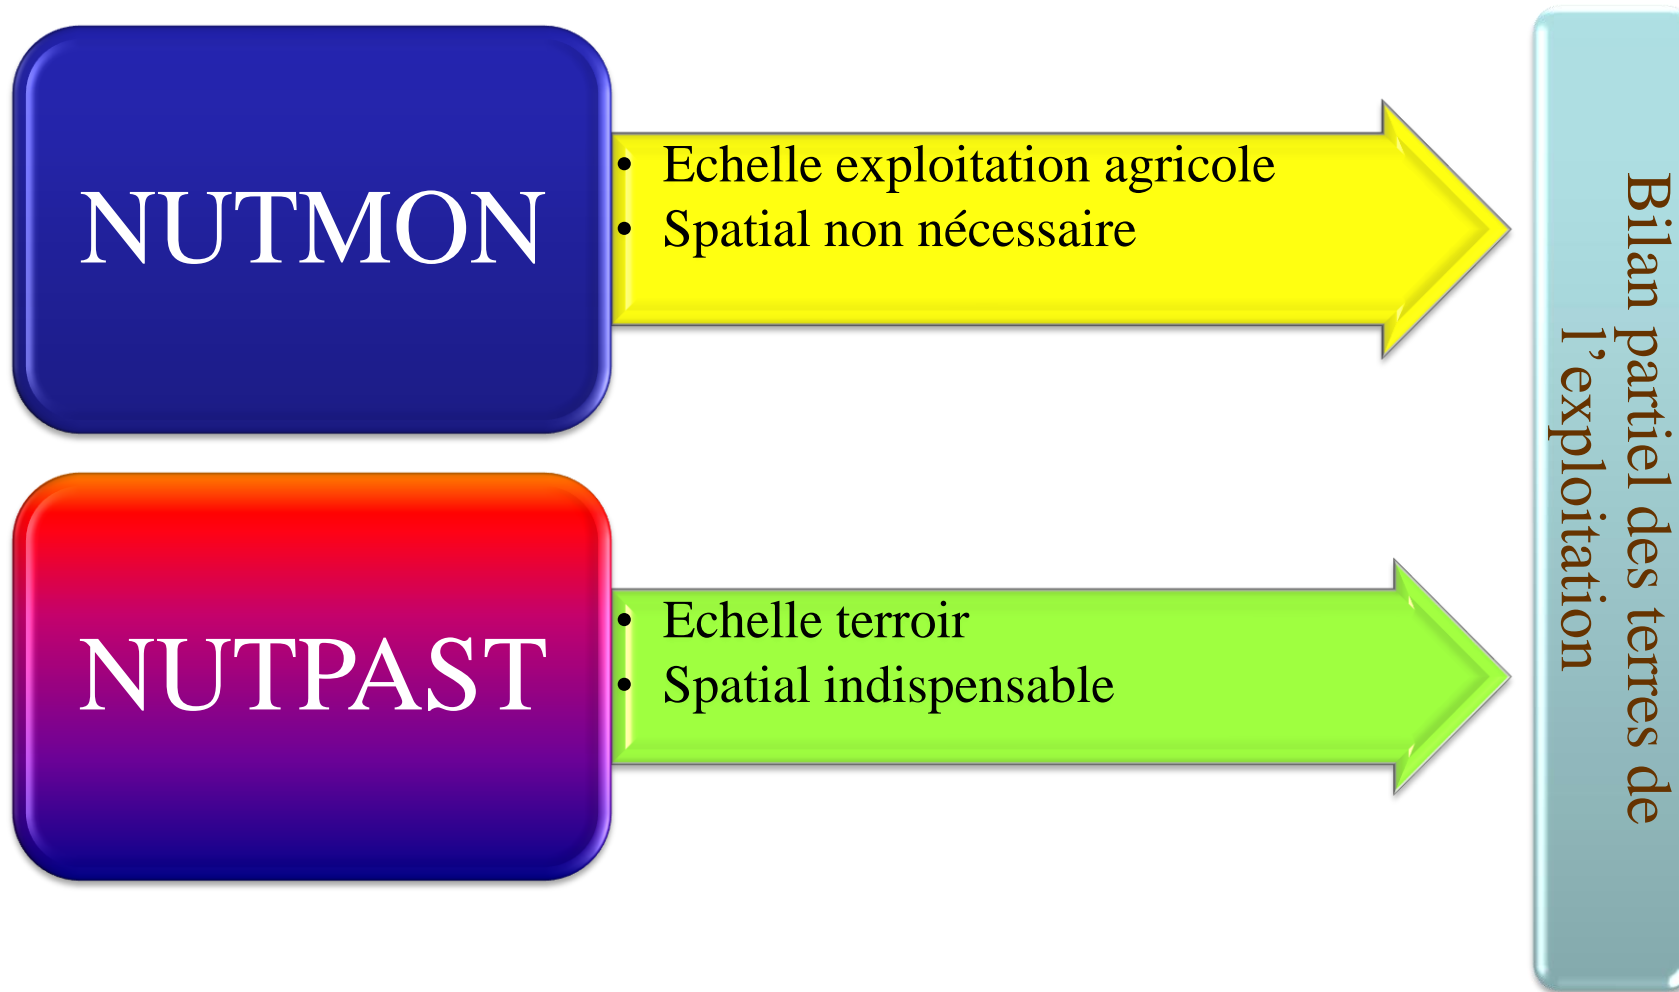 NUTMON
• Echelle exploitation agricole
• Spatial non nécessaire
NUTPAST
• Echelle terroir
• Spatial indispensable
Bilan partiel des terres de
l’exploitation